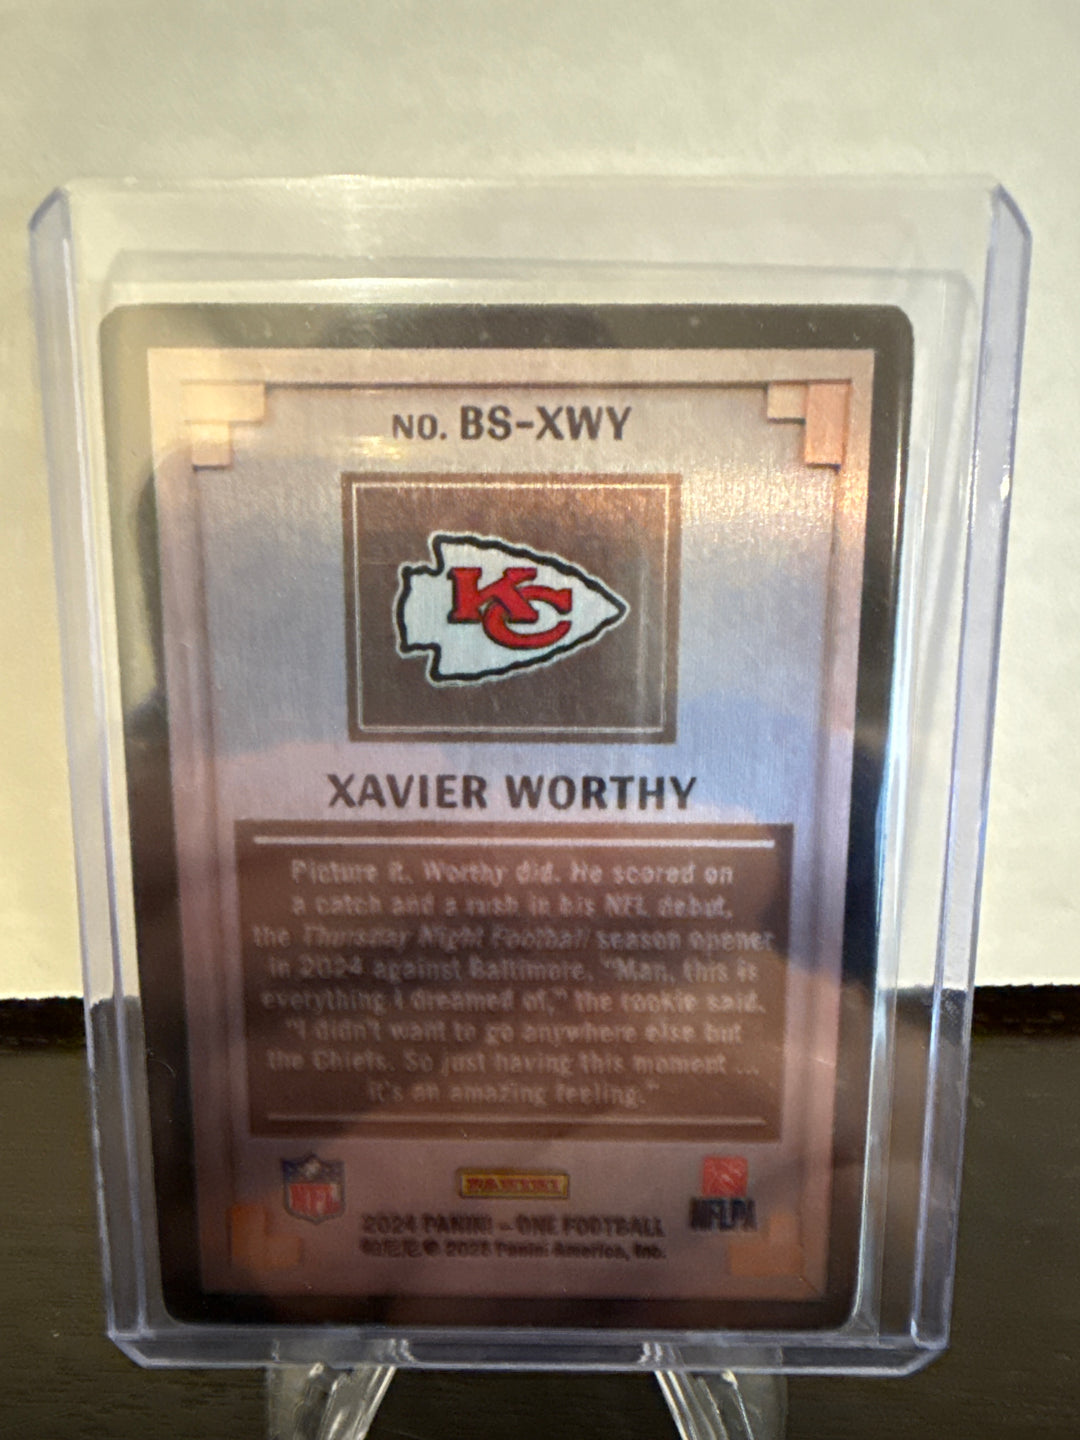 NO. BS-XWY
KC
XAVIER WORTHY
Picture it. Worthy did. He scored on
a catch and a rush in his NFL debut,
the Thursday Night Football season opener
in 2024 against Baltimore. "Man, this is
everything I dreamed of," the rookie said.
"I didn't want to go anywhere else but
the Chiefs. So just having this moment ...
it's an amazing feeling."
NFL
PANINI
NFLPA
2024 PANINI – ONE FOOTBALL
© 2025 Panini America, Inc.